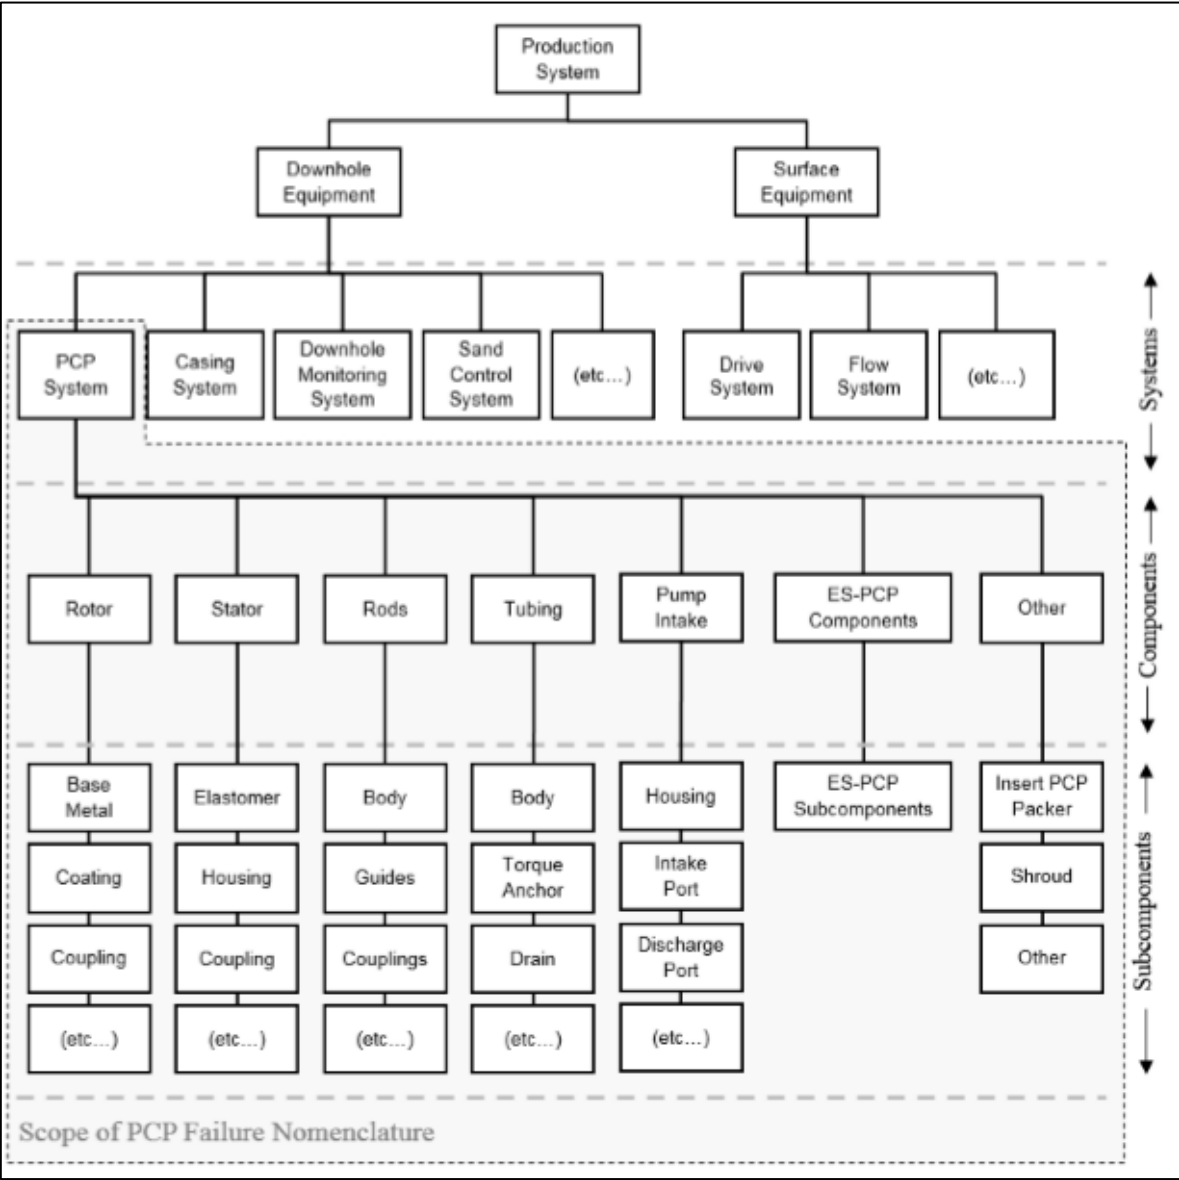 Production
System
Downhole
Equipment
Surface
Equipment
PCP
System
Casing
System
Downhole
Monitoring
System
Sand
Control
System
(etc...)
Drive
System
Flow
System
(etc...)
Systems
Rotor
Stator
Rods
Tubing
Pump
Intake
ES-PCP
Components
Other
Components
Base
Metal
Elastomer
Body
Body
Housing
ES-PCP
Subcomponents
Insert PCP
Packer
Coating
Housing
Guides
Torque
Anchor
Intake
Port
Shroud
Coupling
Coupling
Couplings
Drain
Discharge
Port
Other
(etc...)
(etc...)
(etc...)
(etc...)
(etc...)
Subcomponents
Scope of PCP Failure Nomenclature